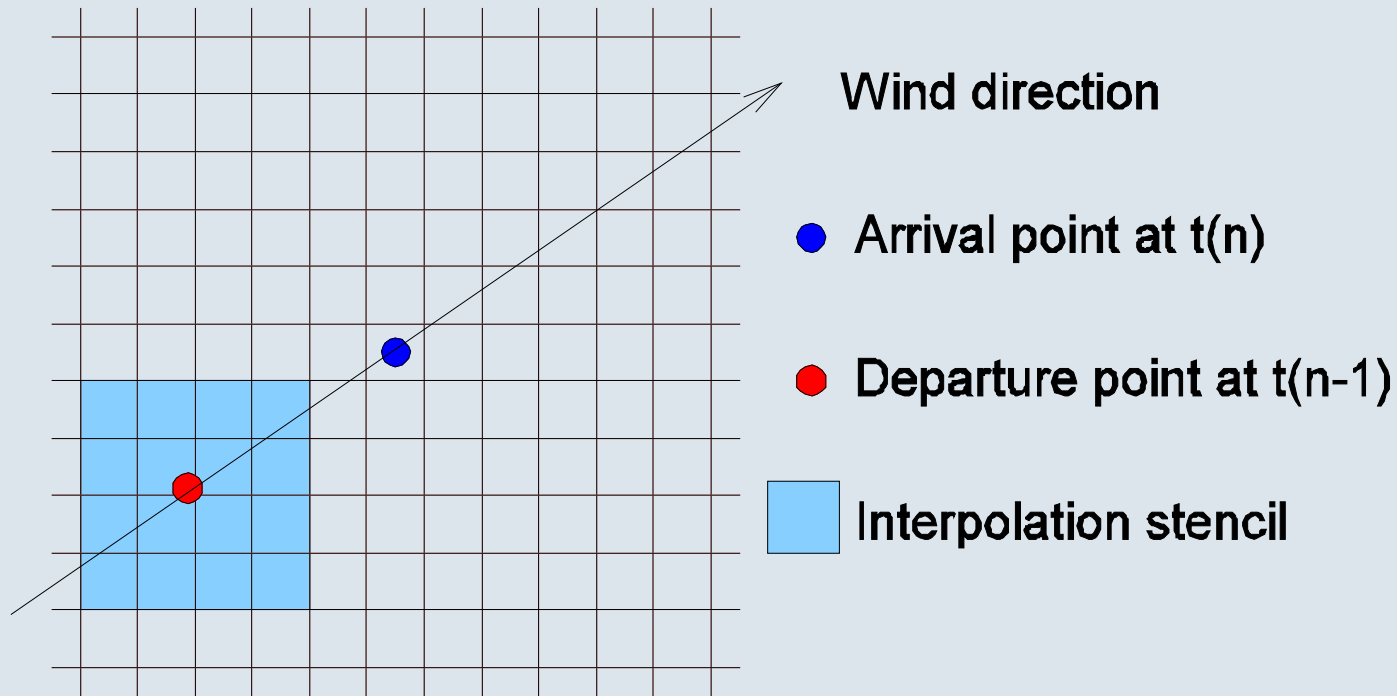 Wind direction
Arrival point at t(n)
Departure point at t(n-1)
Interpolation stencil